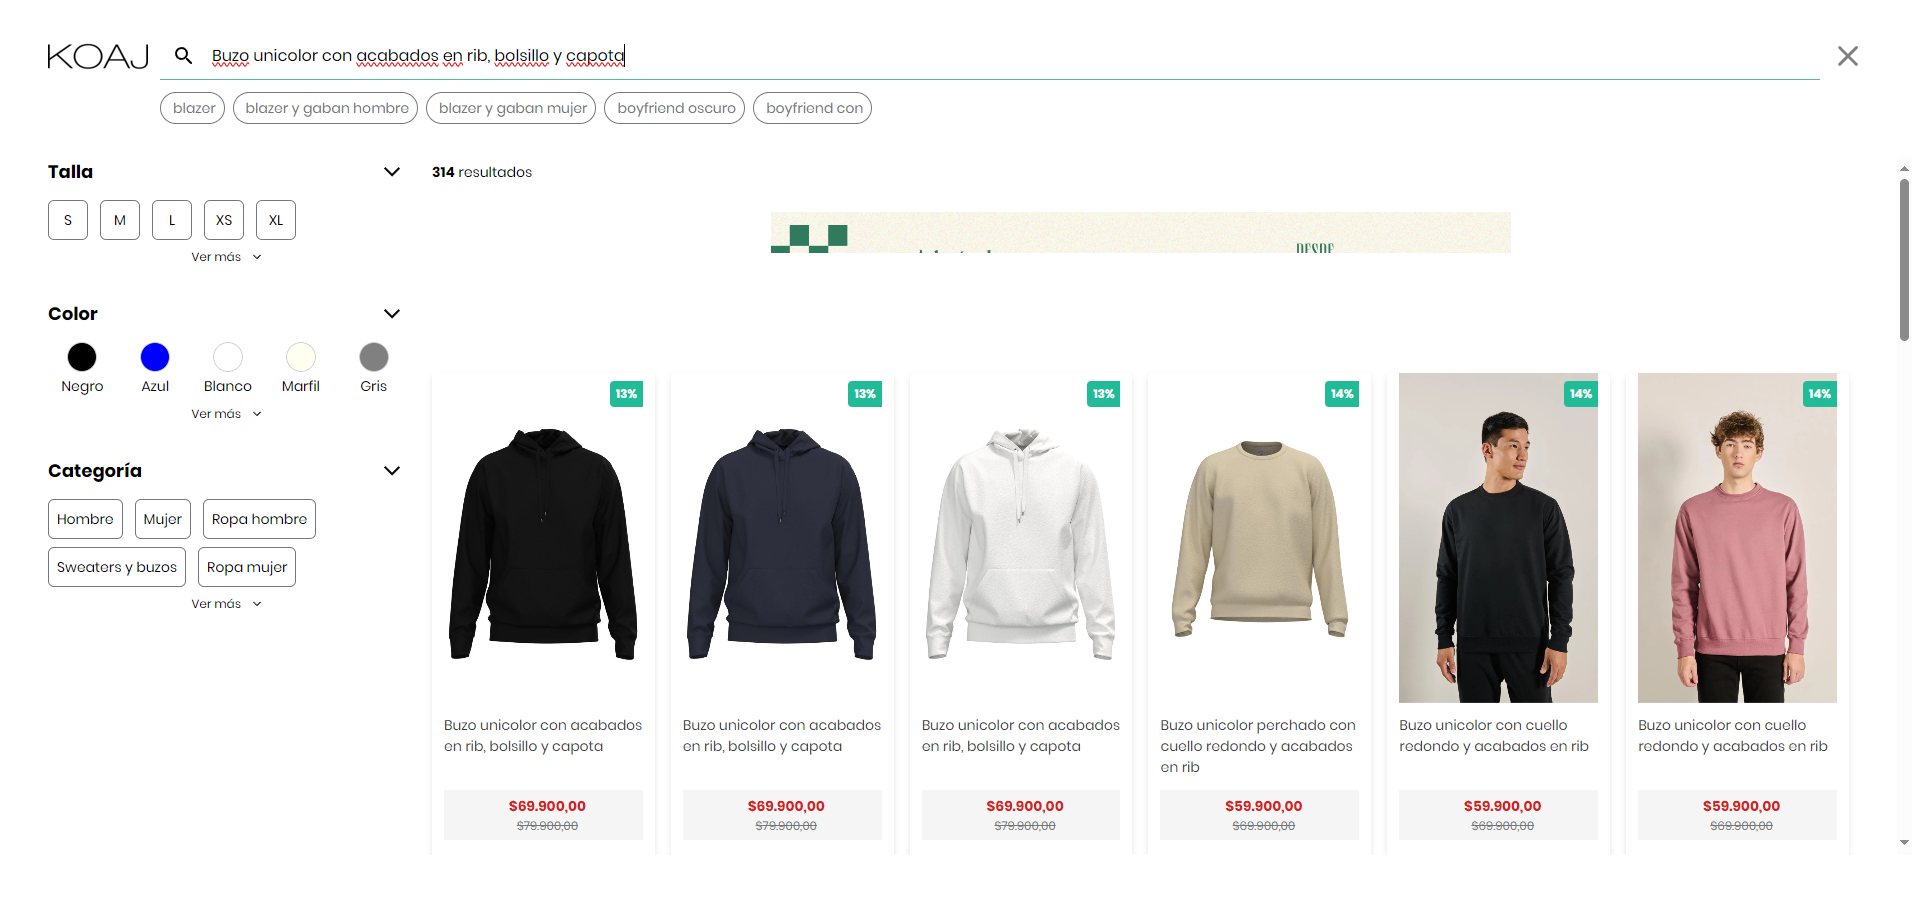 KOAJ
Buzo unicolor con acabados en rib, bolsillo y capota
blazer
blazer y gaban hombre
blazer y gaban mujer
boyfriend oscuro
boyfriend con
Talla
S
M
L
XS
XL
Ver más
Color
Negro
Azul
Blanco
Marfil
Gris
Ver más
Categoría
Hombre
Mujer
Ropa hombre
Sweaters y buzos
Ropa mujer
Ver más
314 resultados
DESDE
13%
Buzo unicolor con acabados
en rib, bolsillo y capota
$69.900,00
$79.900,00
13%
Buzo unicolor con acabados
en rib, bolsillo y capota
$69.900,00
$79.900,00
13%
Buzo unicolor con acabados
en rib, bolsillo y capota
$69.900,00
$79.900,00
14%
Buzo unicolor perchado con
cuello redondo y acabados
en rib
$59.900,00
$69.900,00
14%
Buzo unicolor con cuello
redondo y acabados en rib
$59.900,00
$69.900,00
14%
Buzo unicolor con cuello
redondo y acabados en rib
$59.900,00
$69.900,00